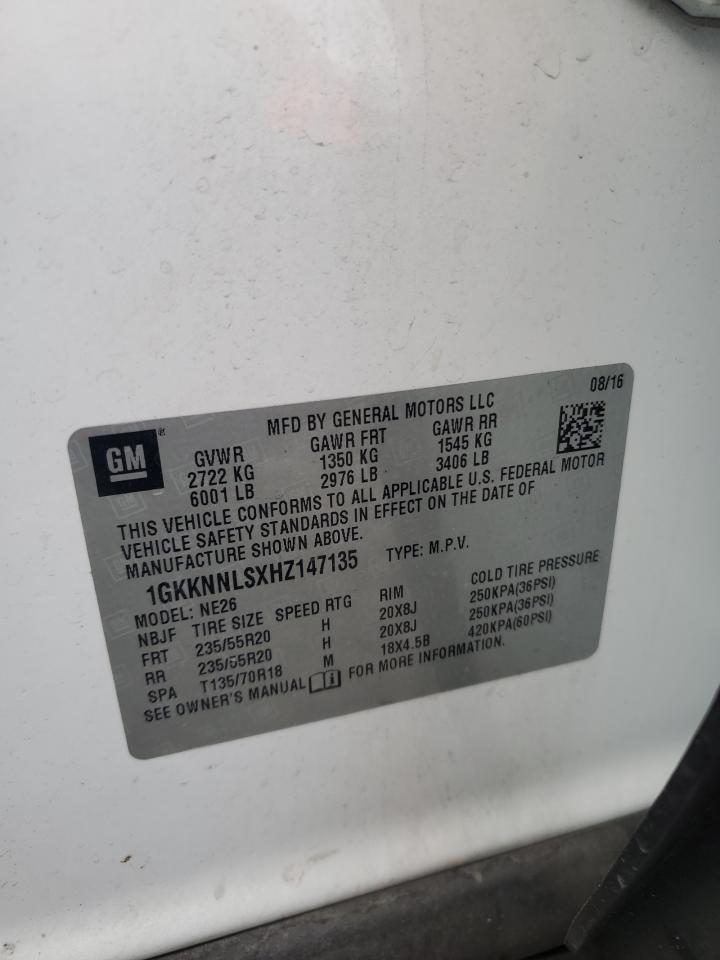 08/16
MFD BY GENERAL MOTORS LLC
GM®
GVWR GAWR FRT GAWR RR
2722 KG 1350 KG 1545 KG
6001 LB 2976 LB 3406 LB
THIS VEHICLE CONFORMS TO ALL APPLICABLE U.S. FEDERAL MOTOR
VEHICLE SAFETY STANDARDS IN EFFECT ON THE DATE OF
MANUFACTURE SHOWN ABOVE.
1GKKNNLSXHZ147135 TYPE: M.P.V.
MODEL: NE26
NBJF TIRE SIZE SPEED RTG RIM COLD TIRE PRESSURE
FRT 235/55R20 H 20X8J 250KPA(36PSI)
RR 235/55R20 H 20X8J 250KPA(36PSI)
SPA T135/70R18 M 18X4.5B 420KPA(60PSI)
SEE OWNER'S MANUAL FOR MORE INFORMATION.